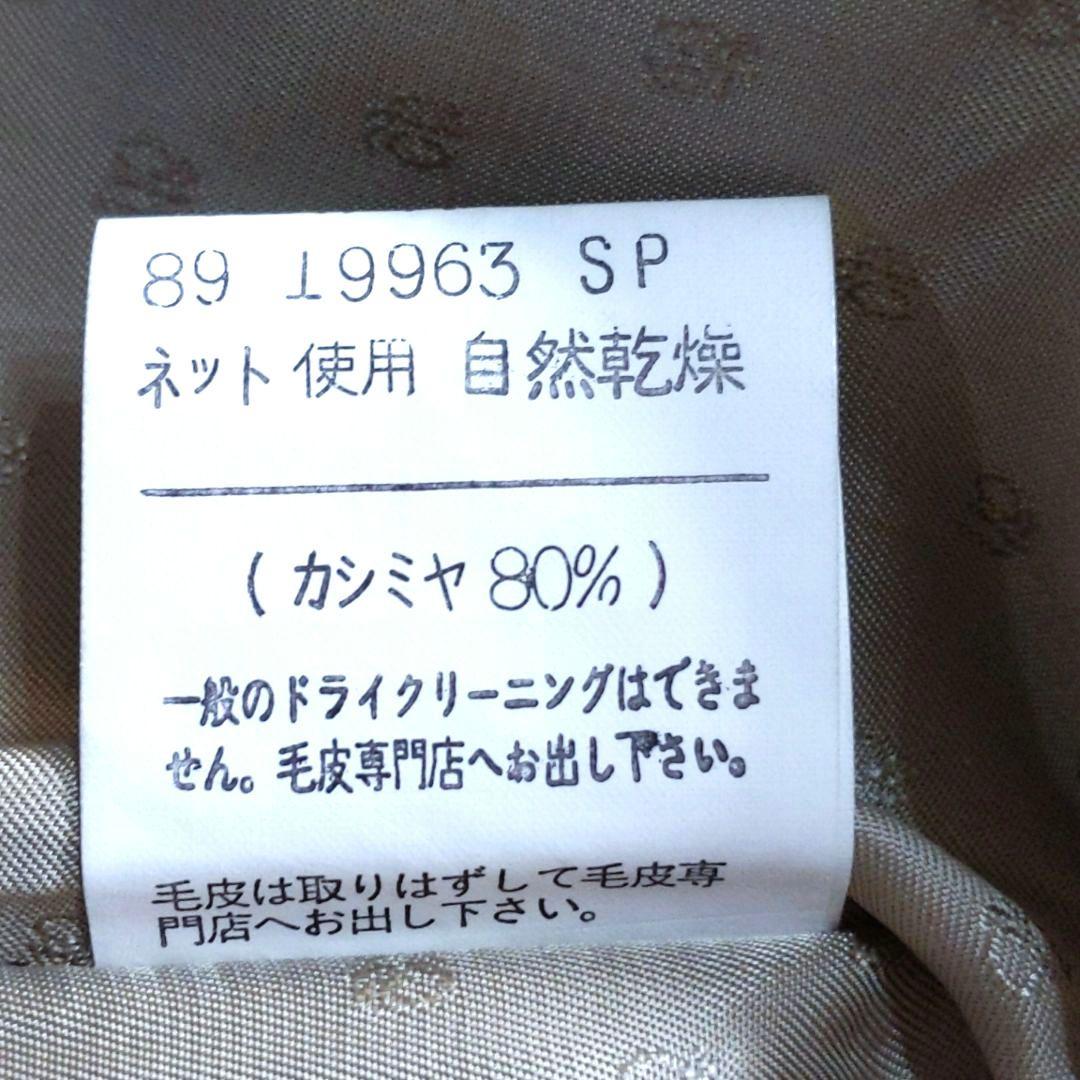 89 19963 SP
ネット使用 自然乾燥
(カシミヤ80%)
一般のドライクリーニングはできま
せん。毛皮専門店へお出し下さい。
毛皮は取りはずして毛皮専
門店へお出し下さい。